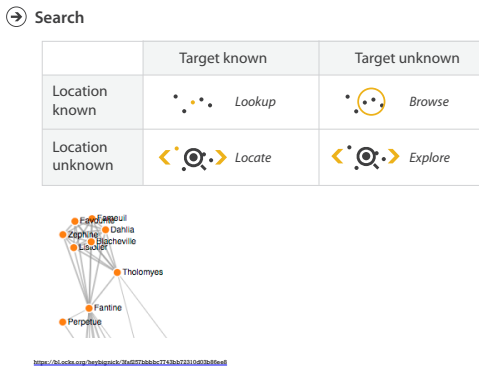 Search
Target known Target unknown
Location known Lookup Browse
Location unknown Locate Explore
Favourite Fameuil
Dahlia
Zephine
Blacheville
Listolier
Tholomyes
Fantine
Perpetue